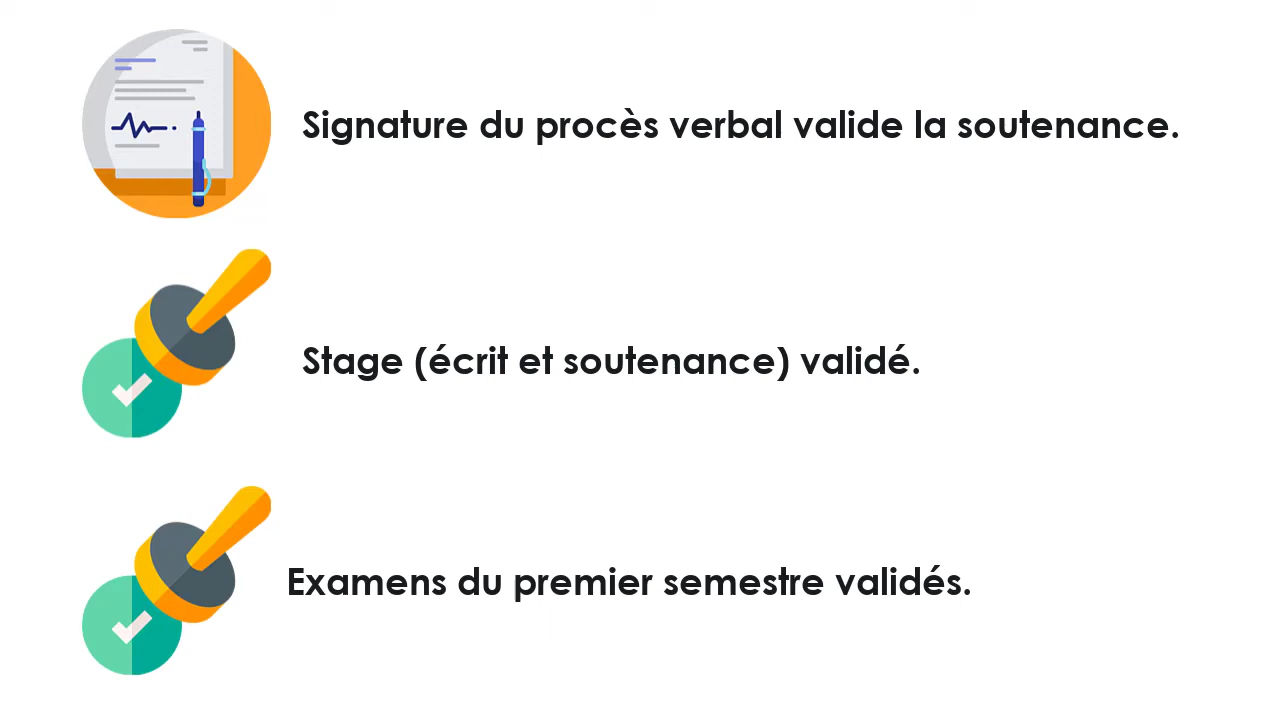 Signature du procès verbal valide la soutenance.
Stage (écrit et soutenance) validé.
Examens du premier semestre validés.